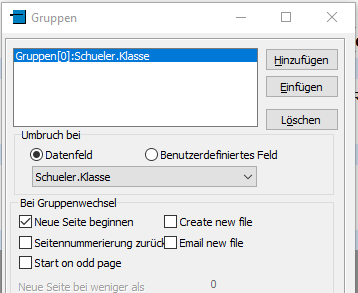 Gruppen
Gruppen[0]:Schueler.Klasse
Hinzufügen
Einfügen
Löschen
Umbruch bei
Datenfeld
Benutzerdefiniertes Feld
Schueler.Klasse
Bei Gruppenwechsel
Neue Seite beginnen
Create new file
Seitennummerierung zurück
Email new file
Start on odd page
Neue Seite bei weniger als
0